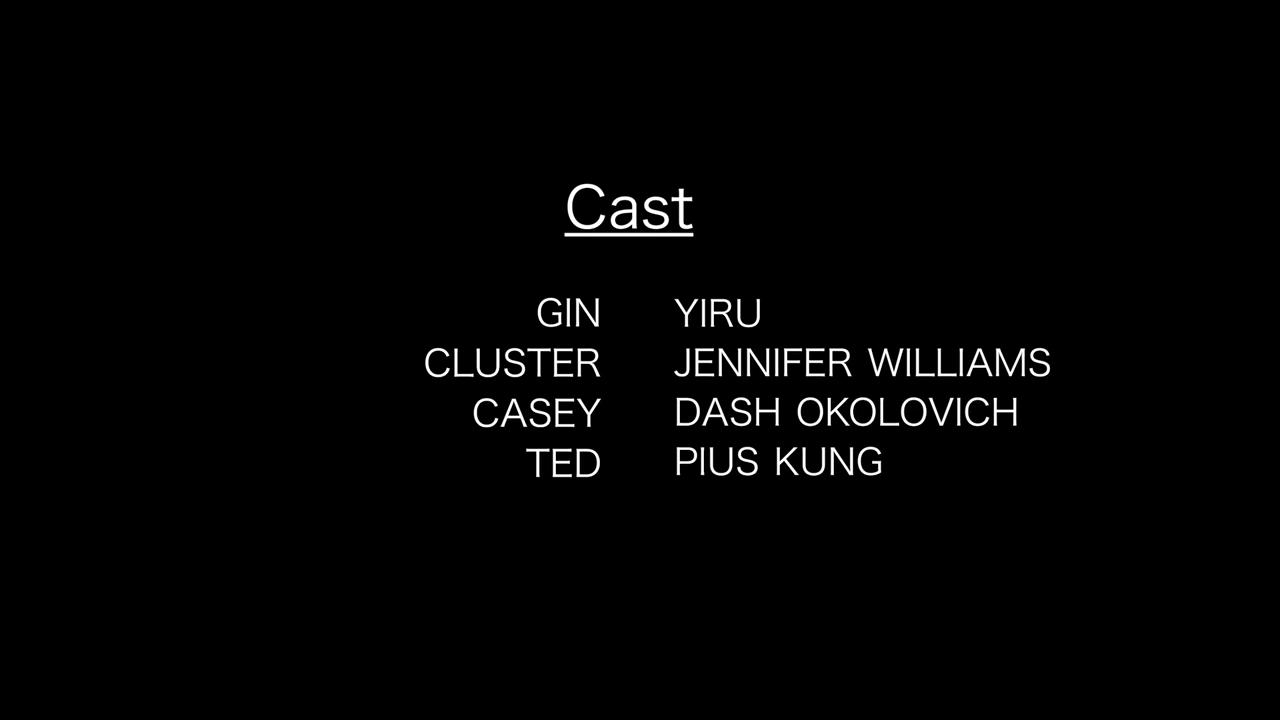 Cast
GIN YIRU
CLUSTER JENNIFER WILLIAMS
CASEY DASH OKOLOVICH
TED PIUS KUNG